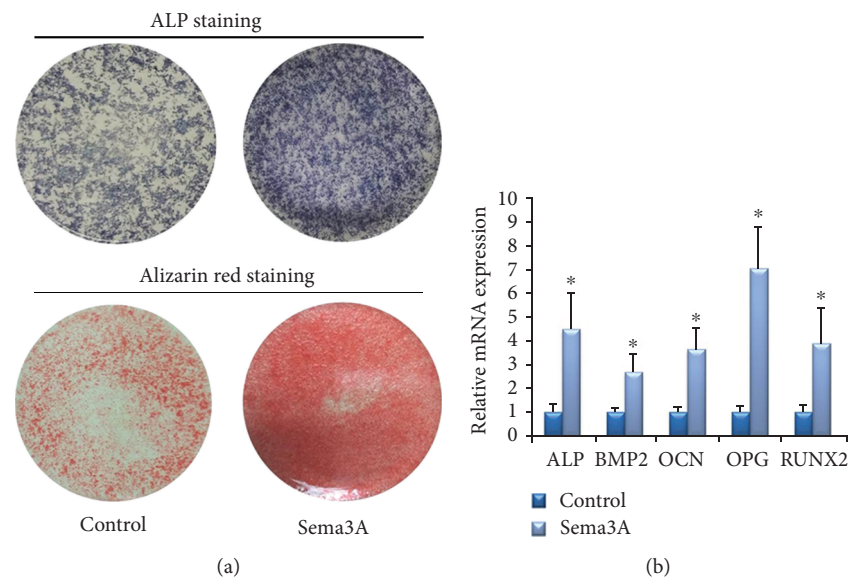 ALP staining
Alizarin red staining
Control
Sema3A
(a)
Relative mRNA expression
10
9
8
7
6
5
4
3
2
1
0
*
*
*
*
*
ALP BMP2 OCN OPG RUNX2
Control
Sema3A
(b)